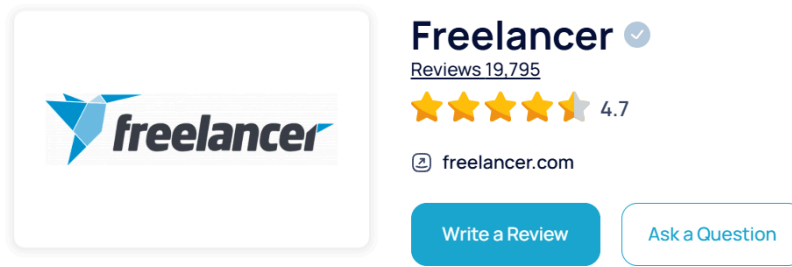 freelancer
Freelancer
Reviews 19,795
4.7
freelancer.com
Write a Review
Ask a Question